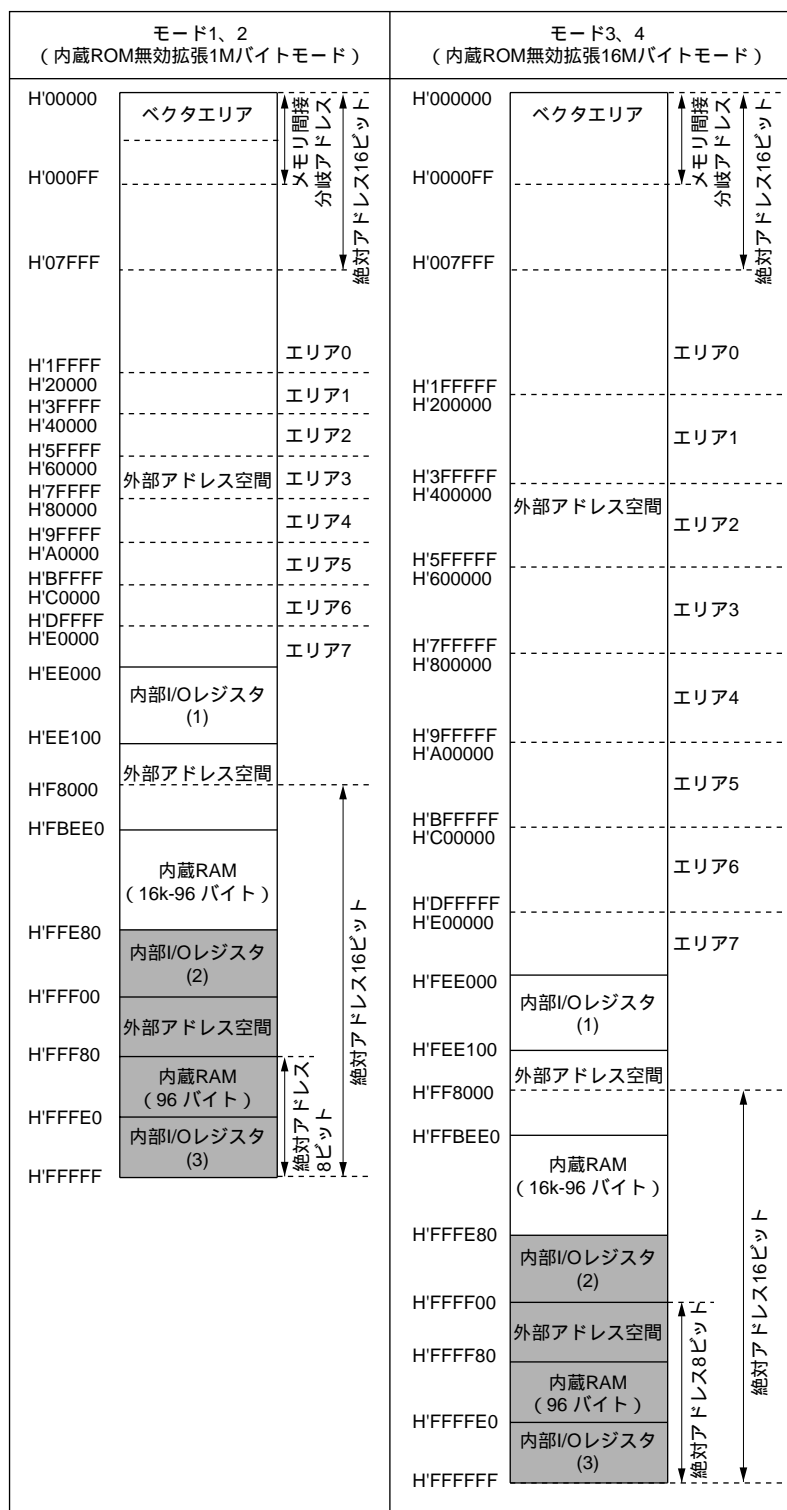 モード1、2
（内蔵ROM無効拡張1Mバイトモード）
H'00000
ベクタエリア
メモリ間接
分岐アドレス
絶対アドレス16ビット
H'000FF
H'07FFF
エリア0
H'1FFFF
H'20000
エリア1
H'3FFFF
H'40000
エリア2
H'5FFFF
H'60000
外部アドレス空間
エリア3
H'7FFFF
H'80000
エリア4
H'9FFFF
H'A0000
エリア5
H'BFFFF
H'C0000
エリア6
H'DFFFF
H'E0000
エリア7
H'EE000
内部I/Oレジスタ
(1)
H'EE100
外部アドレス空間
H'F8000
H'FBEE0
内蔵RAM
（16k-96 バイト）
H'FFE80
内部I/Oレジスタ
(2)
H'FFF00
外部アドレス空間
H'FFF80
内蔵RAM
（96 バイト）
H'FFFE0
内部I/Oレジスタ
(3)
H'FFFFF
絶対アドレス
8ビット
絶対アドレス16ビット
モード3、4
（内蔵ROM無効拡張16Mバイトモード）
H'000000
ベクタエリア
メモリ間接
分岐アドレス
絶対アドレス16ビット
H'0000FF
H'007FFF
エリア0
H'1FFFFF
H'200000
エリア1
H'3FFFFF
H'400000
外部アドレス空間
エリア2
H'5FFFFF
H'600000
エリア3
H'7FFFFF
H'800000
エリア4
H'9FFFFF
H'A00000
エリア5
H'BFFFFF
H'C00000
エリア6
H'DFFFFF
H'E00000
エリア7
H'FEE000
内部I/Oレジスタ
(1)
H'FEE100
外部アドレス空間
H'FF8000
H'FFBEE0
内蔵RAM
（16k-96 バイト）
H'FFFE80
内部I/Oレジスタ
(2)
H'FFFF00
外部アドレス空間
H'FFFF80
内蔵RAM
（96 バイト）
H'FFFFE0
内部I/Oレジスタ
(3)
H'FFFFFF
絶対アドレス8ビット
絶対アドレス16ビット